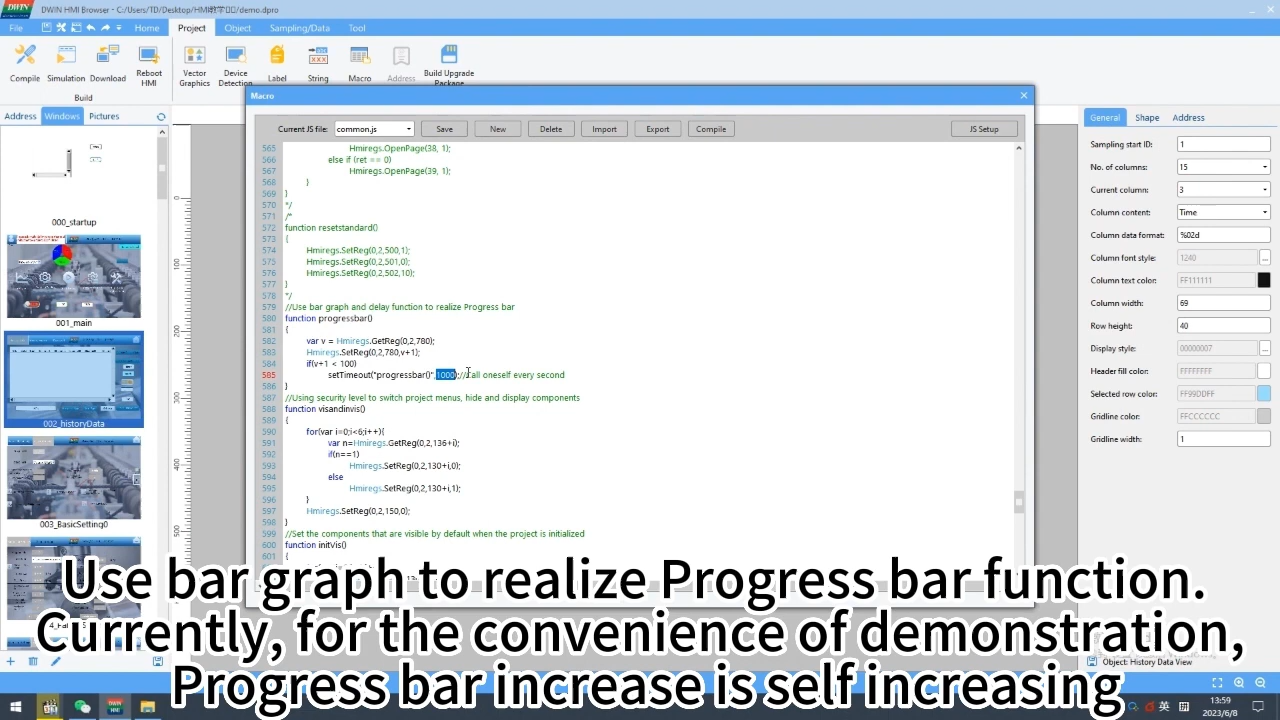 DWIN HMI Browser - C:/Users/TD/Desktop/HMI教学/demo.dpro
File
Home
Project
Object
Sampling/Data
Tool
Compile
Simulation
Download
Reboot HMI
Vector Graphics
Device Detection
Label
String
Macro
Address
Build Upgrade Package
Build
Address
Windows
Pictures
000_startup
001_main
002_historyData
003_BasicSetting0
Macro
Current JS file:
common.js
Save
New
Delete
Import
Export
Compile
JS Setup
565 Hmiregs.OpenPage(38, 1);
566 else if (ret == 0)
567 Hmiregs.OpenPage(39, 1);
568 }
569 }
570 */
571 /*
572 function resetstandard()
573 {
574 Hmiregs.SetReg(0,2,500,1);
575 Hmiregs.SetReg(0,2,501,0);
576 Hmiregs.SetReg(0,2,502,10);
577 }
578 */
579 //Use bar graph and delay function to realize Progress bar
580 function progressbar()
581 {
582 var v = Hmiregs.GetReg(0,2,780);
583 Hmiregs.SetReg(0,2,780,v+1);
584 if(v+1 < 100)
585 setTimeout("progressbar()",1000);//Call oneself every second
586 }
587 //Using security level to switch project menus, hide and display components
588 function visandinvis()
589 {
590 for(var i=0;i<6;i++){
591 var n=Hmiregs.GetReg(0,2,136+i);
592 if(n==1)
593 Hmiregs.SetReg(0,2,130+i,0);
594 else
595 Hmiregs.SetReg(0,2,130+i,1);
596 }
597 Hmiregs.SetReg(0,2,150,0);
598 }
599 //Set the components that are visible by default when the project is initialized
600 function initVis()
601 {
General
Shape
Address
Sampling start ID: 1
No. of columns: 15
Current column: 3
Column content: Time
Column data format: %02d
Column font style: 1240 ...
Column text color: FF111111
Column width: 69
Row height: 40
Display style: 00000007 ...
Header fill color: FFFFFFFF
Selected row color: FF99DDFF
Gridline color: FFCCCCCC
Gridline width: 1
0
100
200
300
400
500
Use bar graph to realize Progress bar function.
Currently, for the convenience of demonstration,
Progress bar increase is self increasing
Object: History Data View
英
拼
13:59
2023/6/8